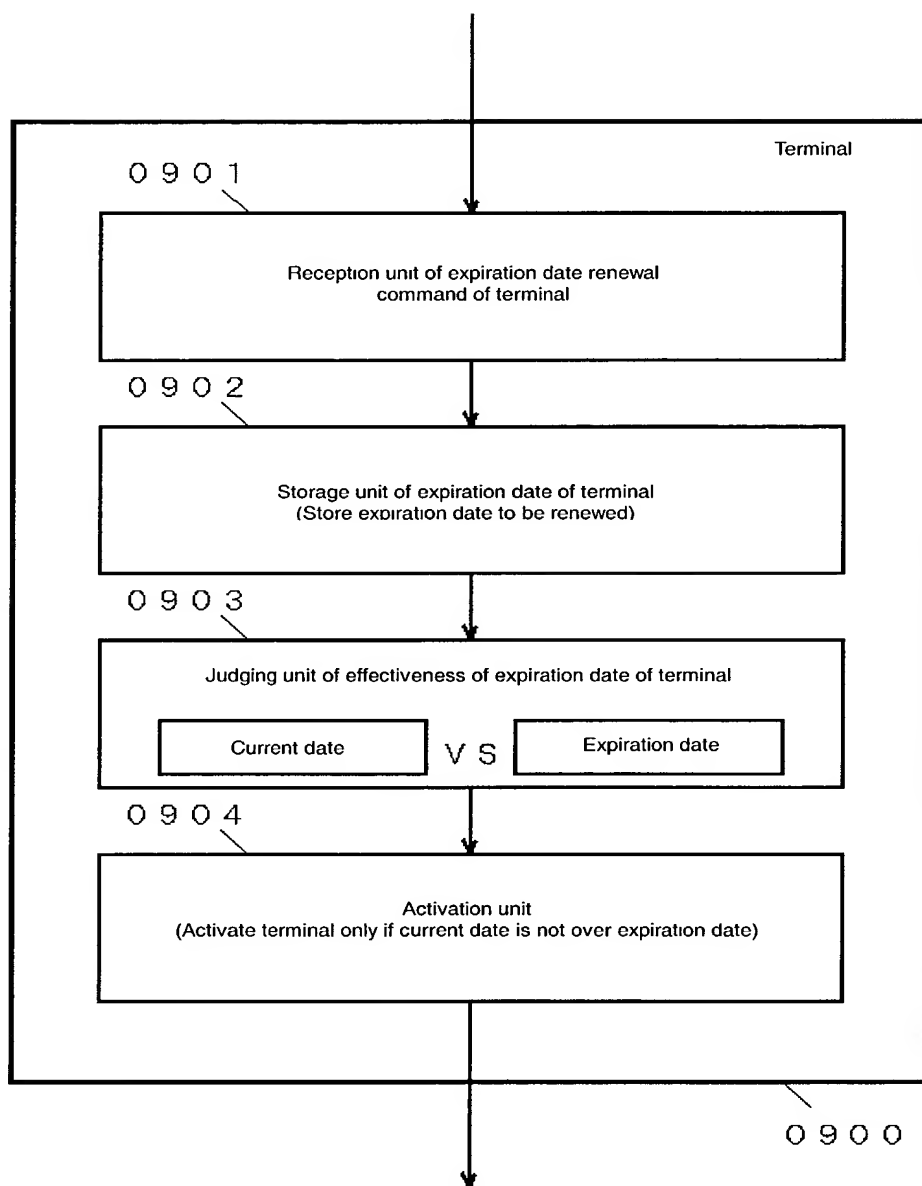 Terminal
0901
Reception unit of expiration date renewal
command of terminal
0902
Storage unit of expiration date of terminal
(Store expiration date to be renewed)
0903
Judging unit of effectiveness of expiration date of terminal
Current date
VS
Expiration date
0904
Activation unit
(Activate terminal only if current date is not over expiration date)
0900